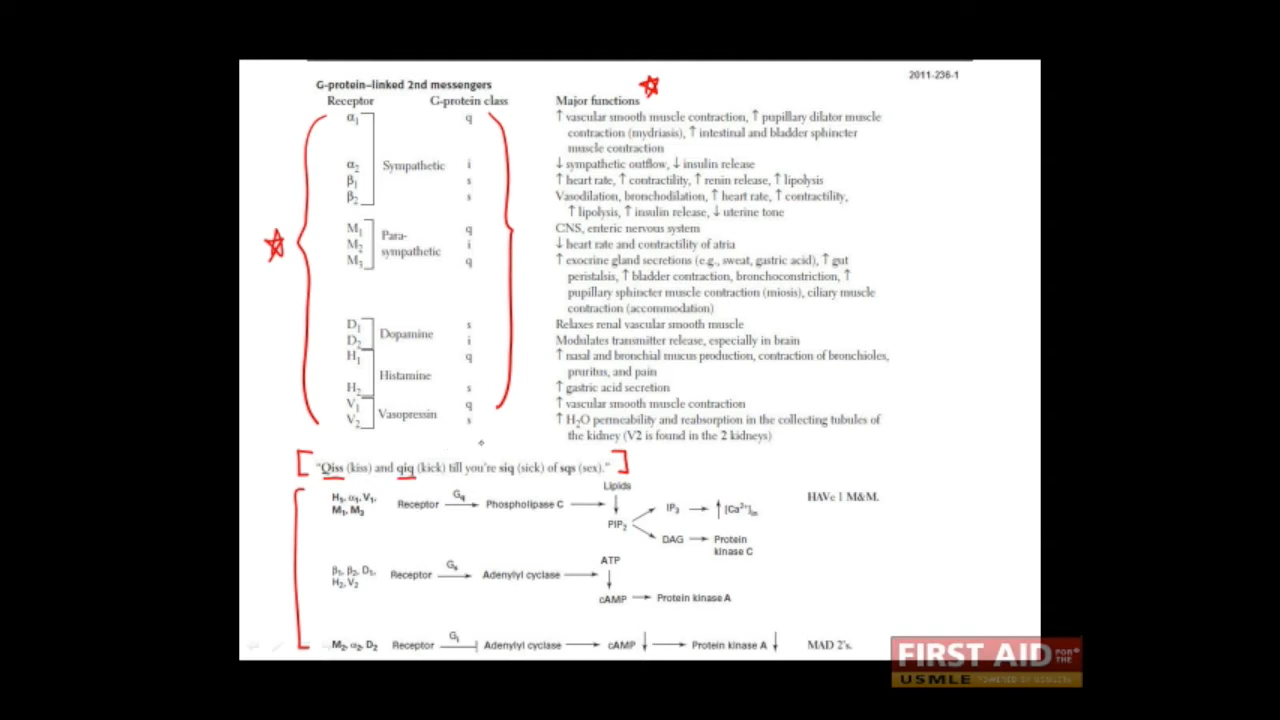 2011-236-1
G-protein–linked 2nd messengers
Receptor G-protein class Major functions
α1 q ↑ vascular smooth muscle contraction, ↑ pupillary dilator muscle
contraction (mydriasis), ↑ intestinal and bladder sphincter
muscle contraction
α2 Sympathetic i ↓ sympathetic outflow, ↓ insulin release
β1 s ↑ heart rate, ↑ contractility, ↑ renin release, ↑ lipolysis
β2 s Vasodilation, bronchodilation, ↑ heart rate, ↑ contractility,
↑ lipolysis, ↑ insulin release, ↓ uterine tone
M1 Para- q CNS, enteric nervous system
M2 sympathetic i ↓ heart rate and contractility of atria
M3 q ↑ exocrine gland secretions (e.g., sweat, gastric acid), ↑ gut
peristalsis, ↑ bladder contraction, bronchoconstriction, ↑
pupillary sphincter muscle contraction (miosis), ciliary muscle
contraction (accommodation)
D1 Dopamine s Relaxes renal vascular smooth muscle
D2 i Modulates transmitter release, especially in brain
H1 q ↑ nasal and bronchial mucus production, contraction of bronchioles,
Histamine pruritus, and pain
H2 s ↑ gastric acid secretion
V1 Vasopressin q ↑ vascular smooth muscle contraction
V2 s ↑ H2O permeability and reabsorption in the collecting tubules of
the kidney (V2 is found in the 2 kidneys)
"Qiss (kiss) and qiq (kick) till you're siq (sick) of sqs (sex)."
Lipids
H1, α1, V1, Receptor Gq Phospholipase C IP3 ↑ [Ca2+]in HAVe 1 M&M.
M1, M3 PIP2
DAG Protein
kinase C
ATP
β1, β2, D1, Receptor Gs Adenylyl cyclase
H2, V2
cAMP Protein kinase A
M2, α2, D2 Receptor Gi Adenylyl cyclase cAMP ↓ Protein kinase A ↓ MAD 2's.
FIRST AID FOR THE®
USMLE